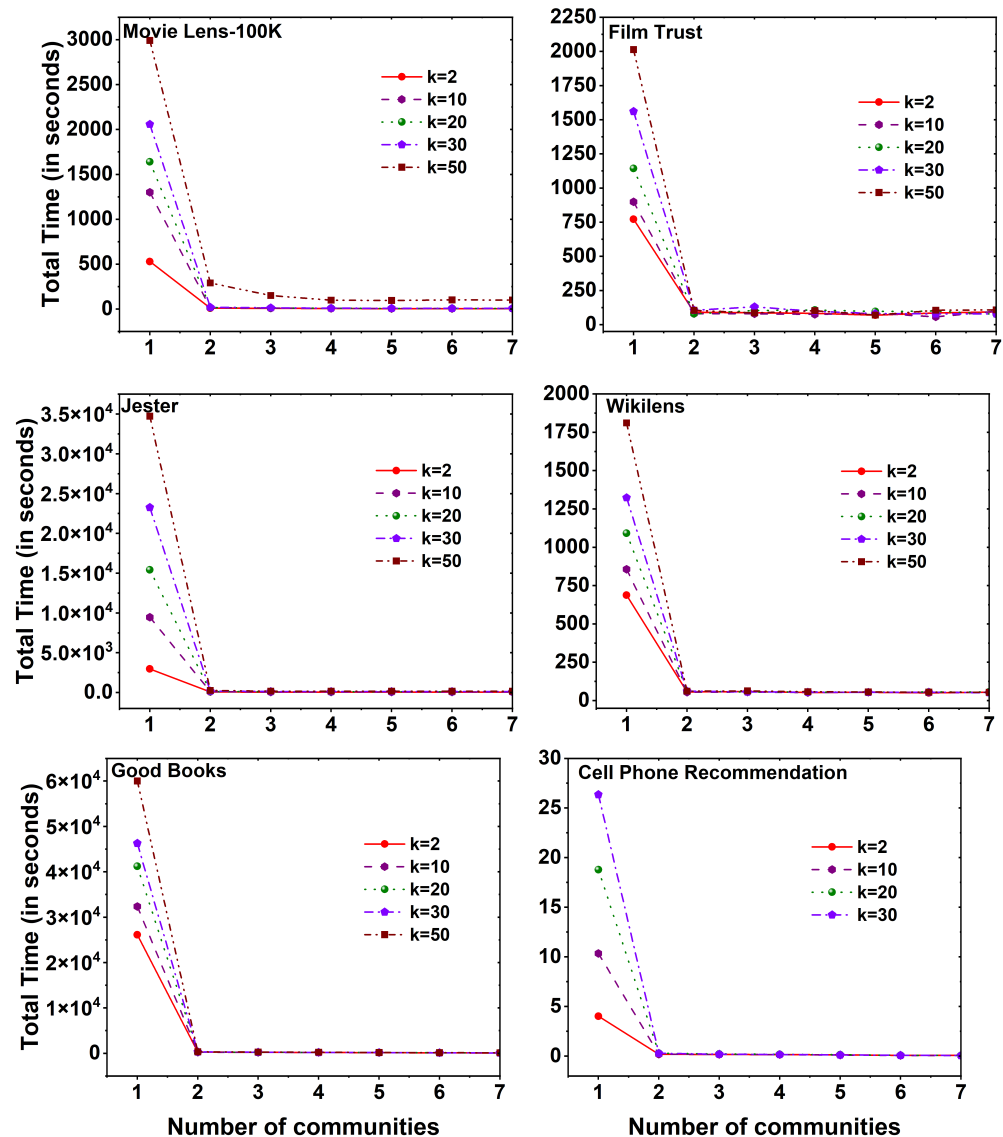 Movie Lens-100K
Total Time (in seconds)
3000
2500
2000
1500
1000
500
0
k=2
k=10
k=20
k=30
k=50
1 2 3 4 5 6 7
Film Trust
2250
2000
1750
1500
1250
1000
750
500
250
0
k=2
k=10
k=20
k=30
k=50
1 2 3 4 5 6 7
Jester
Total Time (in seconds)
3.5×10⁴
3.0×10⁴
2.5×10⁴
2.0×10⁴
1.5×10⁴
1.0×10⁴
5.0×10³
0.0
k=2
k=10
k=20
k=30
k=50
1 2 3 4 5 6 7
Wikilens
2000
1750
1500
1250
1000
750
500
250
0
k=2
k=10
k=20
k=30
k=50
1 2 3 4 5 6 7
Good Books
Total Time (in seconds)
6×10⁴
5×10⁴
4×10⁴
3×10⁴
2×10⁴
1×10⁴
0
k=2
k=10
k=20
k=30
k=50
1 2 3 4 5 6 7
Number of communities
Cell Phone Recommendation
30
25
20
15
10
5
0
k=2
k=10
k=20
k=30
1 2 3 4 5 6 7
Number of communities